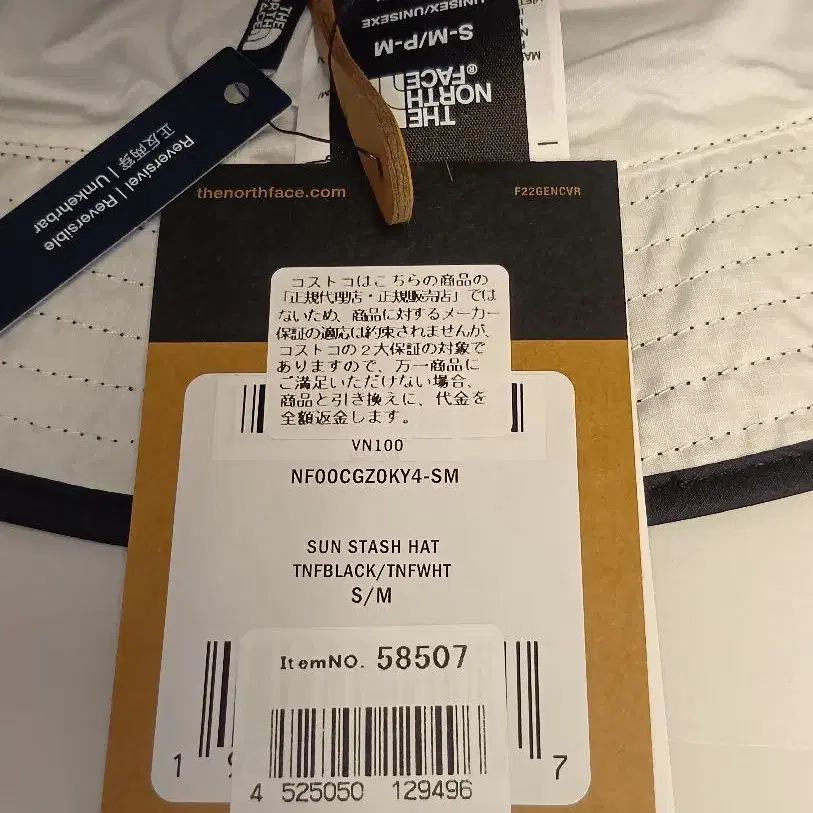 THE
NORTH
FACE
UNISEX/UNISEXE
S-M/P-M
THE
NORTH
FACE®
Reversível | Reversible
正反两穿 | Umkehrbar
thenorthface.com
F22GENCVR
コストコはこちらの商品の
「正規代理店・正規販売店」では
ないため、商品に対するメーカー
保証の適応は約束されませんが、
コストコの2大保証の対象で
ありますので、万一商品に
ご満足いただけない場合、
商品と引き換えに、代金を
全額返金します。
VN100
NF00CGZ0KY4-SM
SUN STASH HAT
TNFBLACK/TNFWHT
S/M
ItemNO. 58507
1 9 7
4 525050 129496